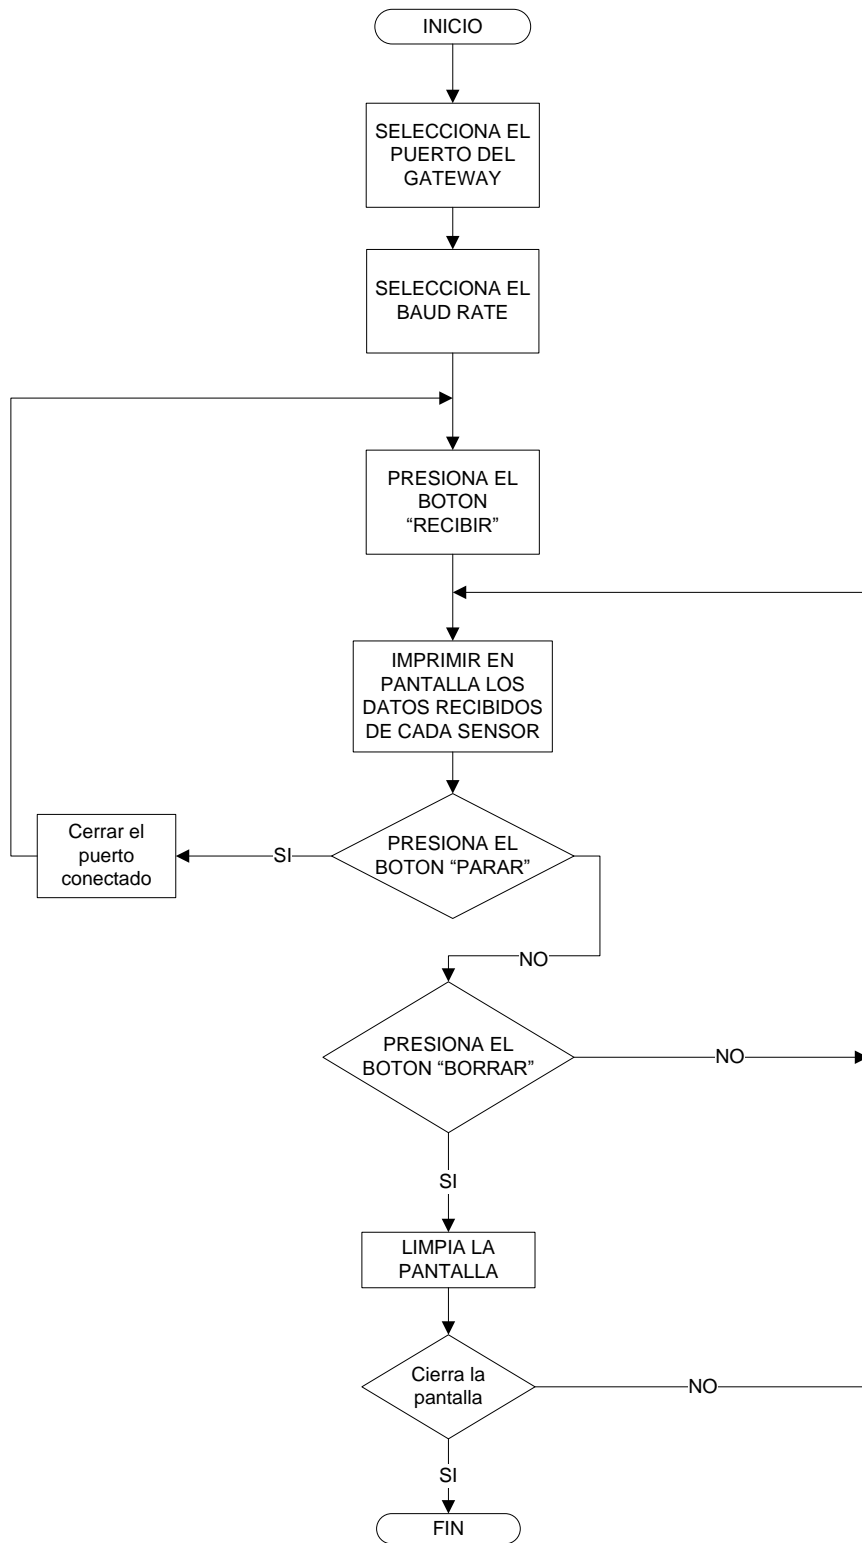 INICIO
SELECCIONA EL
PUERTO DEL
GATEWAY
SELECCIONA EL
BAUD RATE
PRESIONA EL
BOTON
“RECIBIR”
IMPRIMIR EN
PANTALLA LOS
DATOS RECIBIDOS
DE CADA SENSOR
PRESIONA EL
BOTON “PARAR”
SI
Cerrar el
puerto
conectado
NO
PRESIONA EL
BOTON “BORRAR”
NO
SI
LIMPIA LA
PANTALLA
Cierra la
pantalla
NO
SI
FIN